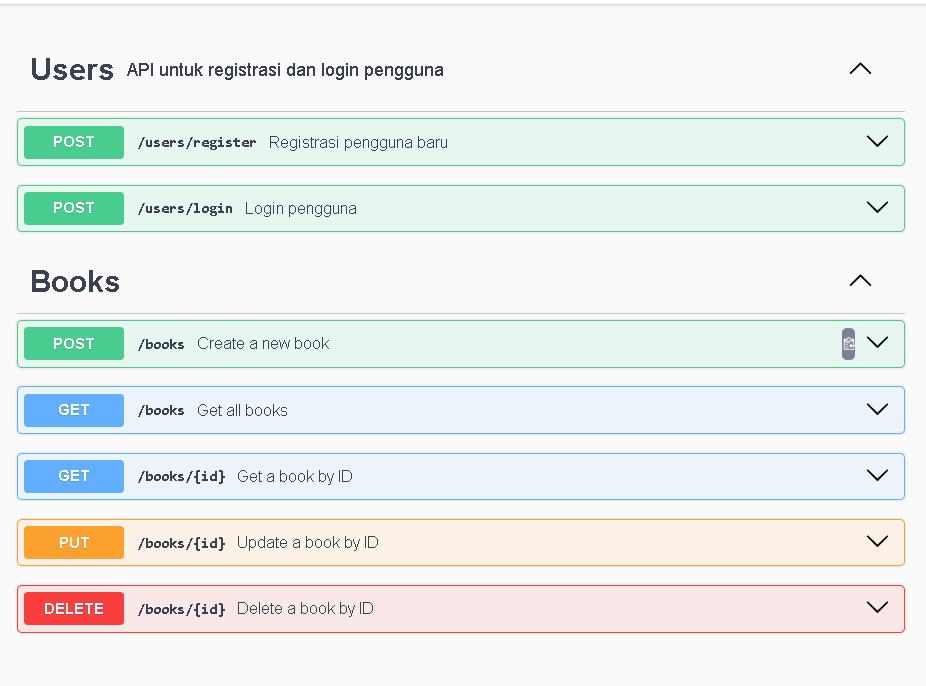 Users API untuk registrasi dan login pengguna
POST /users/register Registrasi pengguna baru
POST /users/login Login pengguna
Books
POST /books Create a new book
GET /books Get all books
GET /books/{id} Get a book by ID
PUT /books/{id} Update a book by ID
DELETE /books/{id} Delete a book by ID